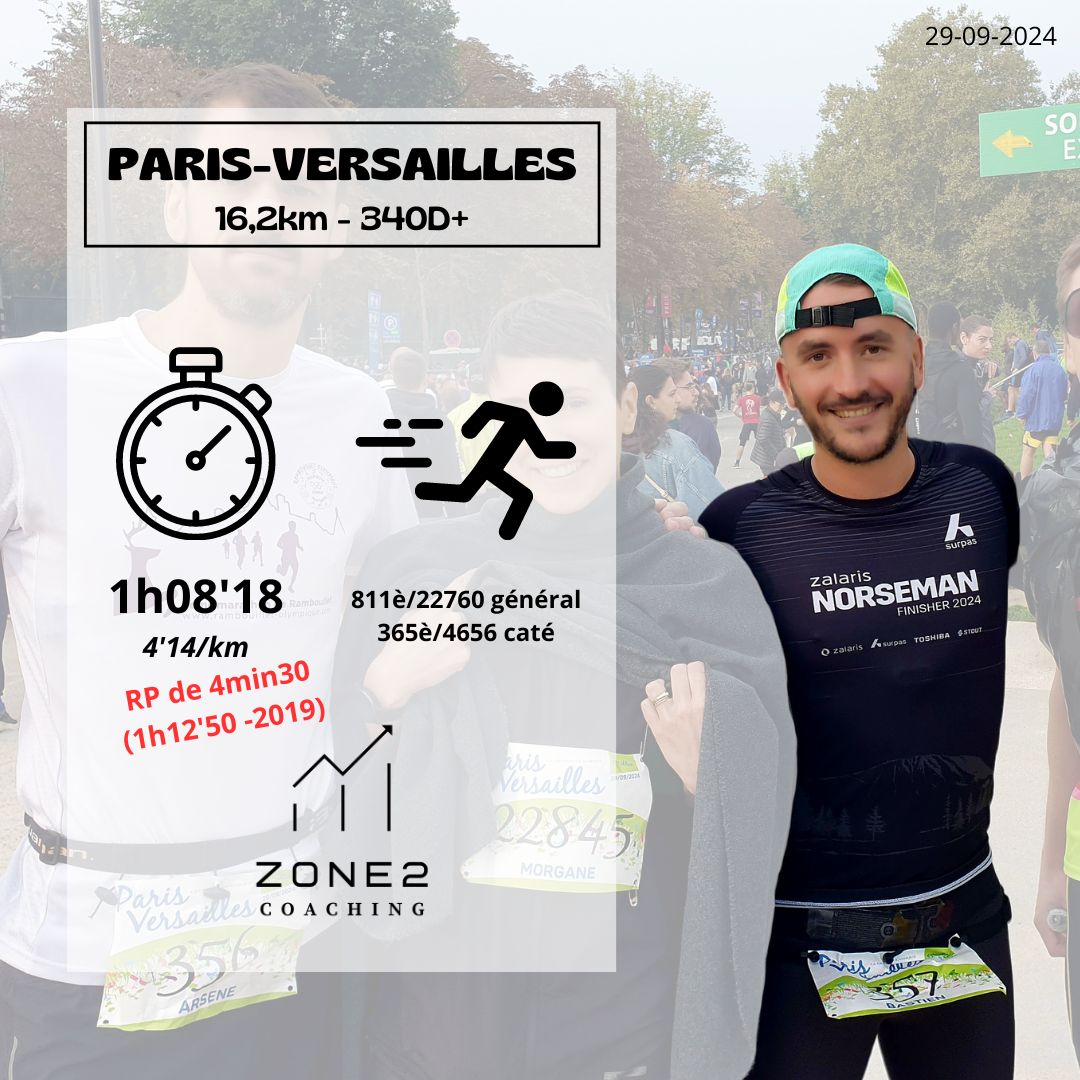 29-09-2024
SO
PARIS-VERSAILLES
16,2km - 340D+
1h08'18
4'14/km
RP de 4min30
(1h12'50 -2019)
811è/22760 général
365è/4656 caté
ZONE2
COACHING
surpas
zalaris
NORSEMAN
FINISHER 2024
zalaris surpas TOSHIBA STOUT
Paris
Versailles
22845
MORGANE
Paris
Versailles
356
ARSENE
Paris
357
BASTIEN